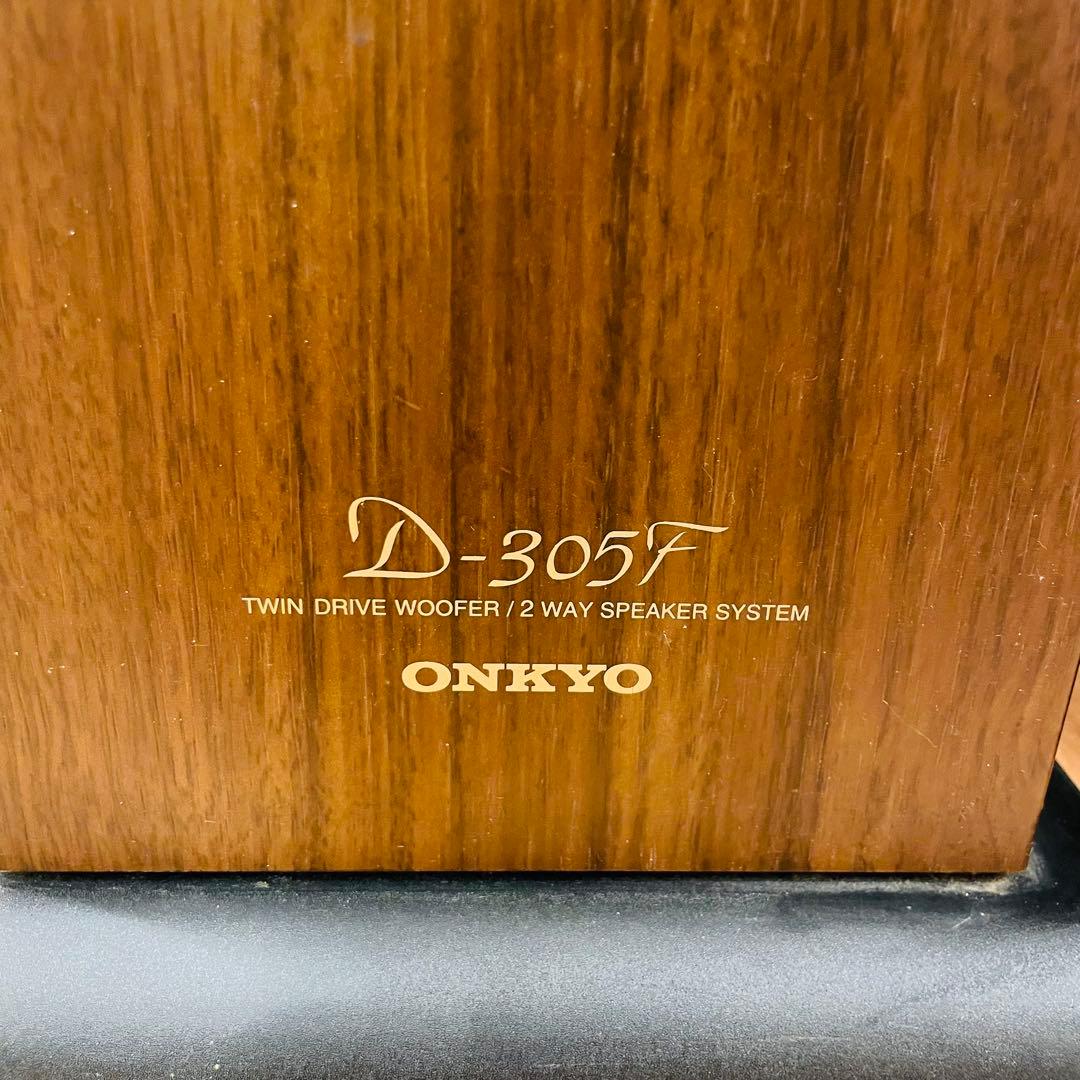 D-305F
TWIN DRIVE WOOFER / 2 WAY SPEAKER SYSTEM
ONKYO